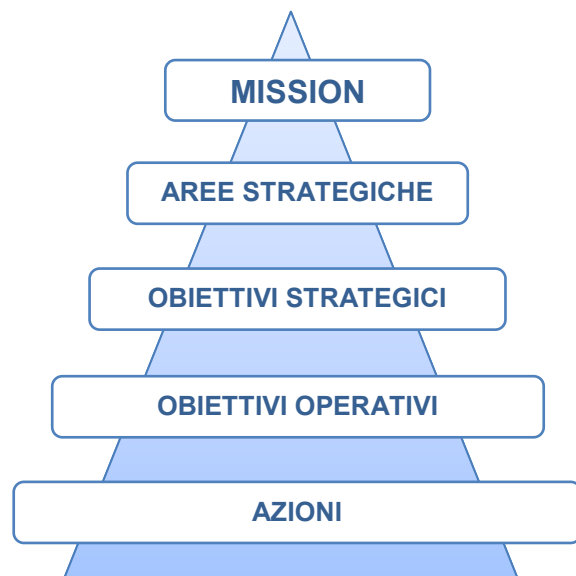 MISSION
AREE STRATEGICHE
OBIETTIVI STRATEGICI
OBIETTIVI OPERATIVI
AZIONI